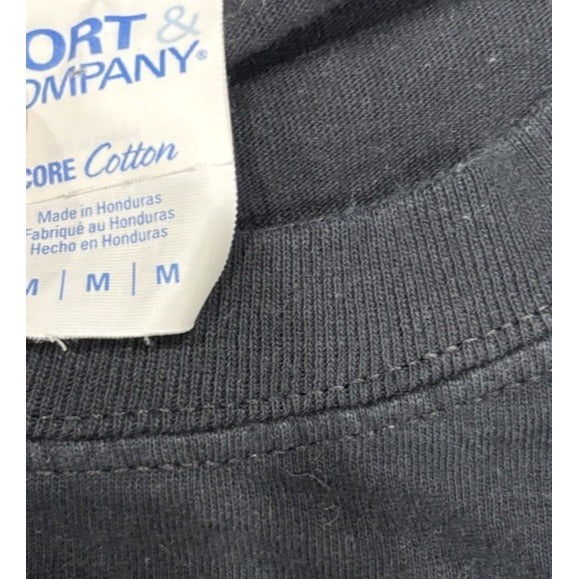 ORT &
OMPANY®
CORE Cotton
Made in Honduras
Fabriqué au Honduras
Hecho en Honduras
M | M | M